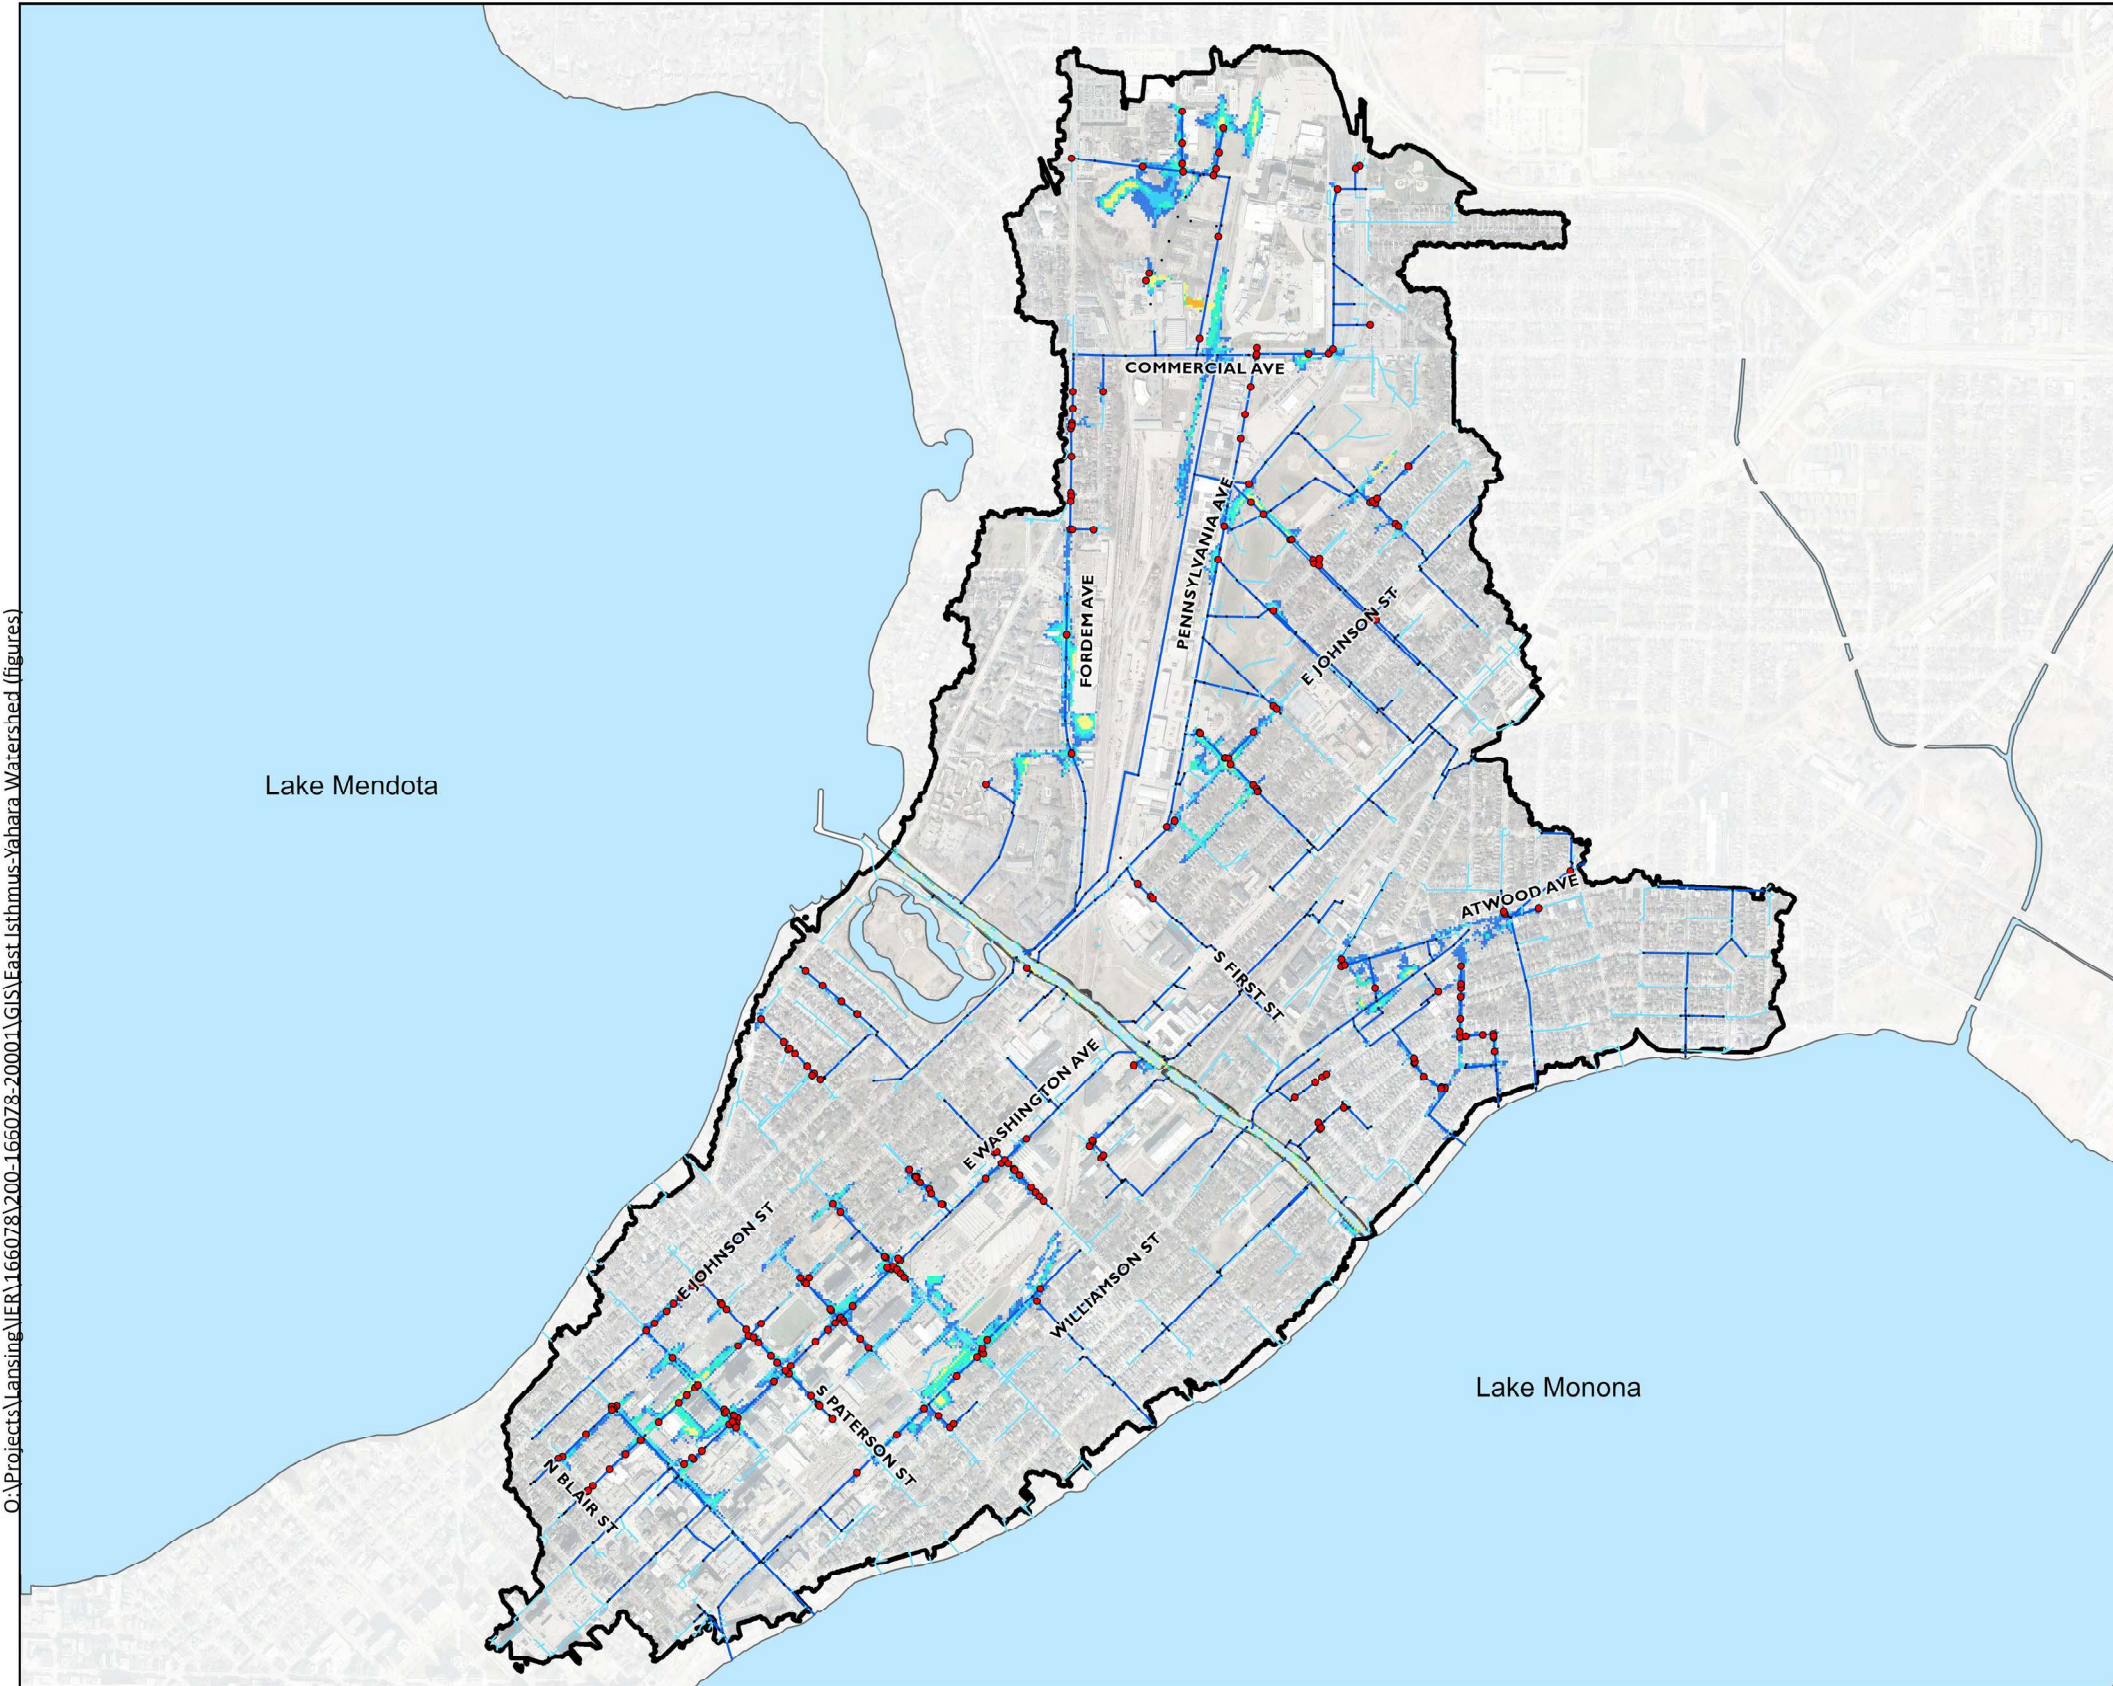 COMMERCIAL AVE
PENNSYLVANIA AVE
FORDEM AVE
E JOHNSON ST
O:\Projects\Lansing\IER\166078\200-166078-20001\GIS\East Isthmus-Yahara Watershed (figures)
Lake Mendota
ATWOOD AVE
S FIRST ST
E WASHINGTON AVE
E JOHNSON ST
WILLIAMSON ST
Lake Monona
S PATERSON ST
N BLAIR ST